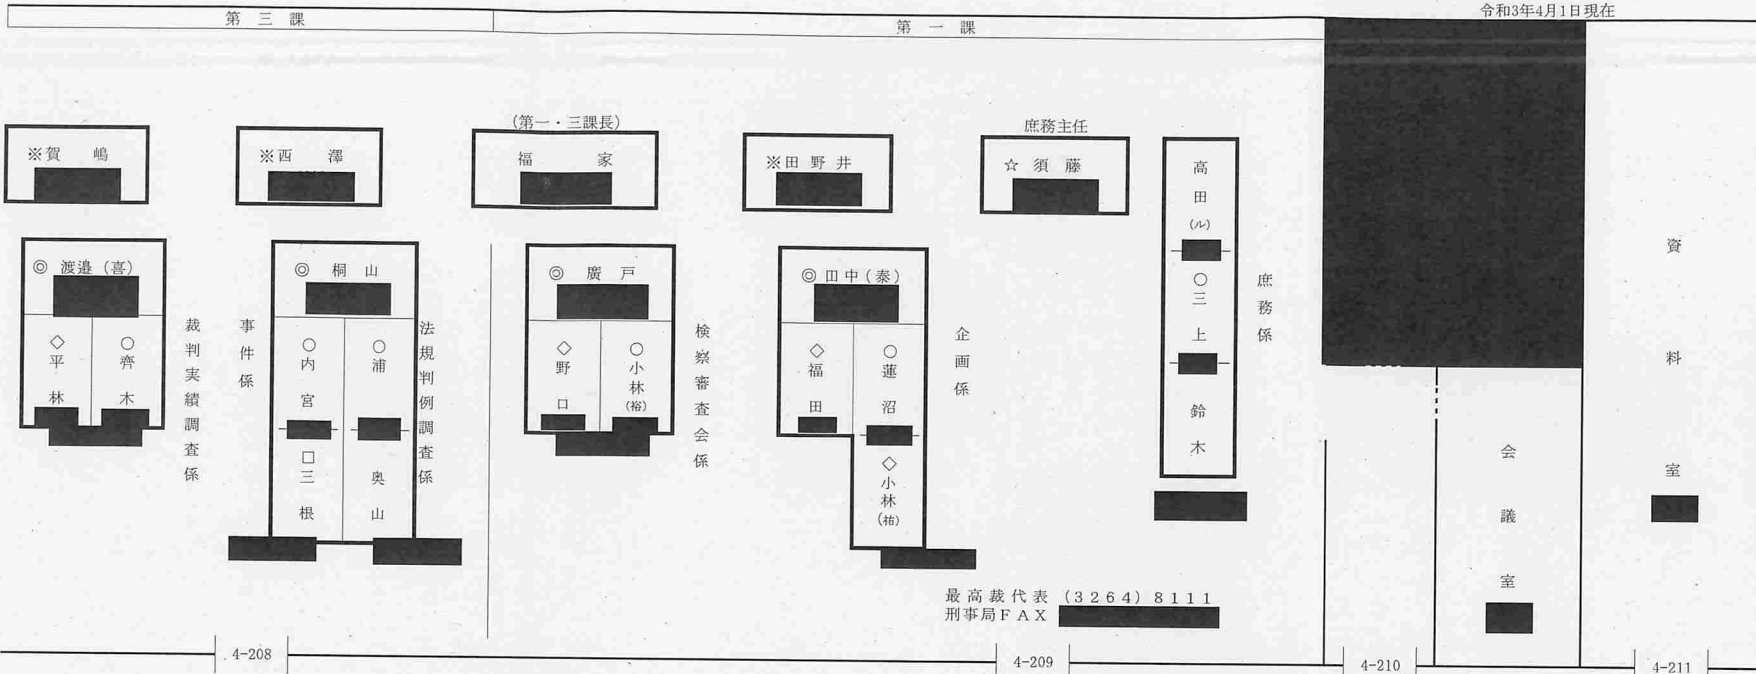 令和3年4月1日現在
第三課
第一課
※賀嶋
※西澤
(第一・三課長)
福家
※田野井
庶務主任
☆須藤
◎渡邉(喜)
◇平林
○齊木
裁判実績調査係
◎桐山
○内宮
□三根
○浦
奥山
事件係
法規判例調査係
◎廣戸
◇野口
○小林(裕)
検察審査会係
◎田中(泰)
◇福田
○蓮沼
◇小林(祐)
企画係
高田(ル)
○三上
鈴木
庶務係
会議室
資料室
最高裁代表 (3264)8111
刑事局FAX
4-208
4-209
4-210
4-211